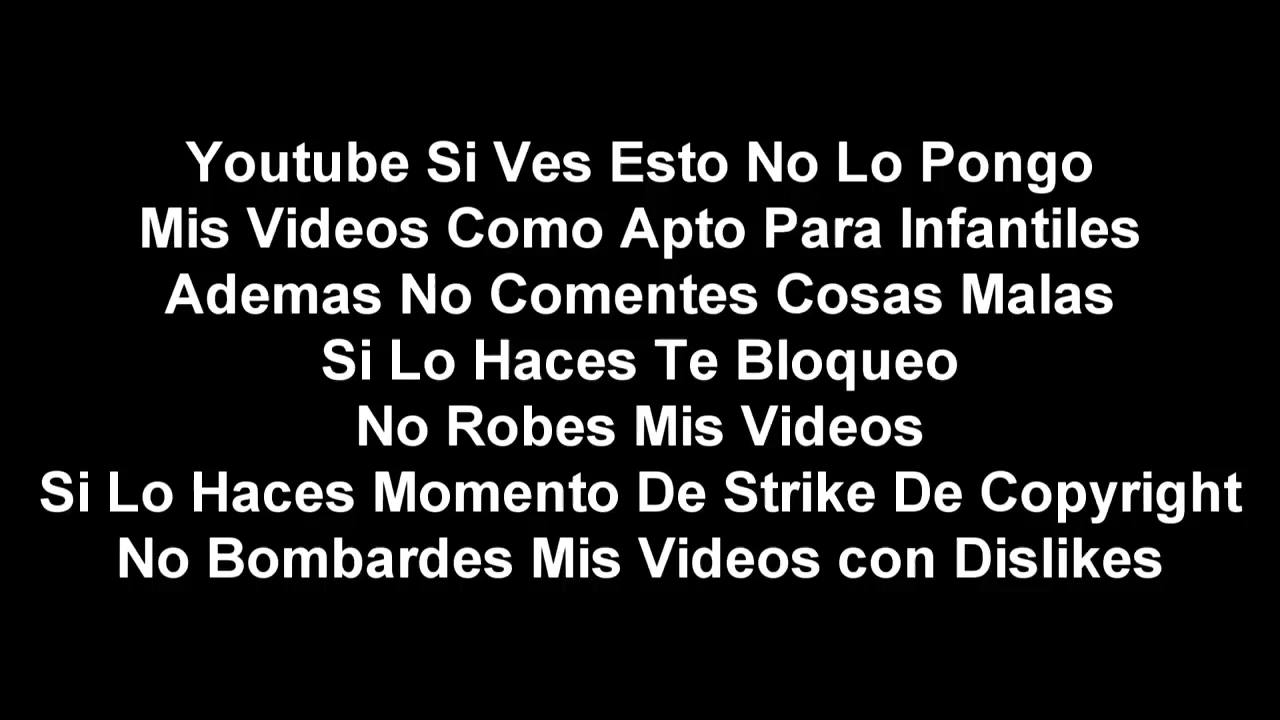 Youtube Si Ves Esto No Lo Pongo
Mis Videos Como Apto Para Infantiles
Ademas No Comentes Cosas Malas
Si Lo Haces Te Bloqueo
No Robes Mis Videos
Si Lo Haces Momento De Strike De Copyright
No Bombardes Mis Videos con Dislikes